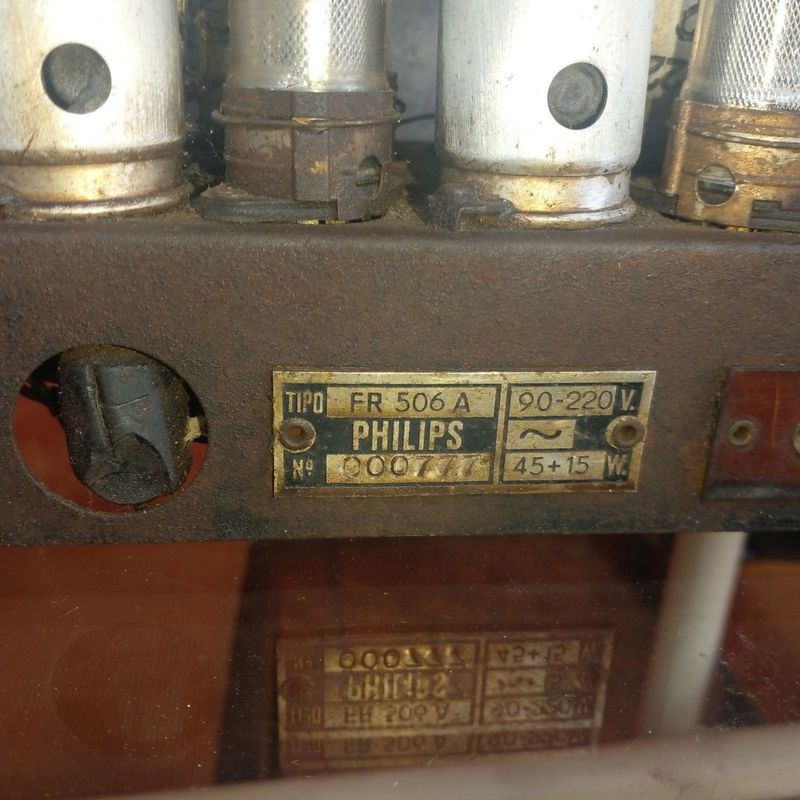 TIPO FR 506 A 90-220 V.
PHILIPS ~
Nº 000777 45+15 W.